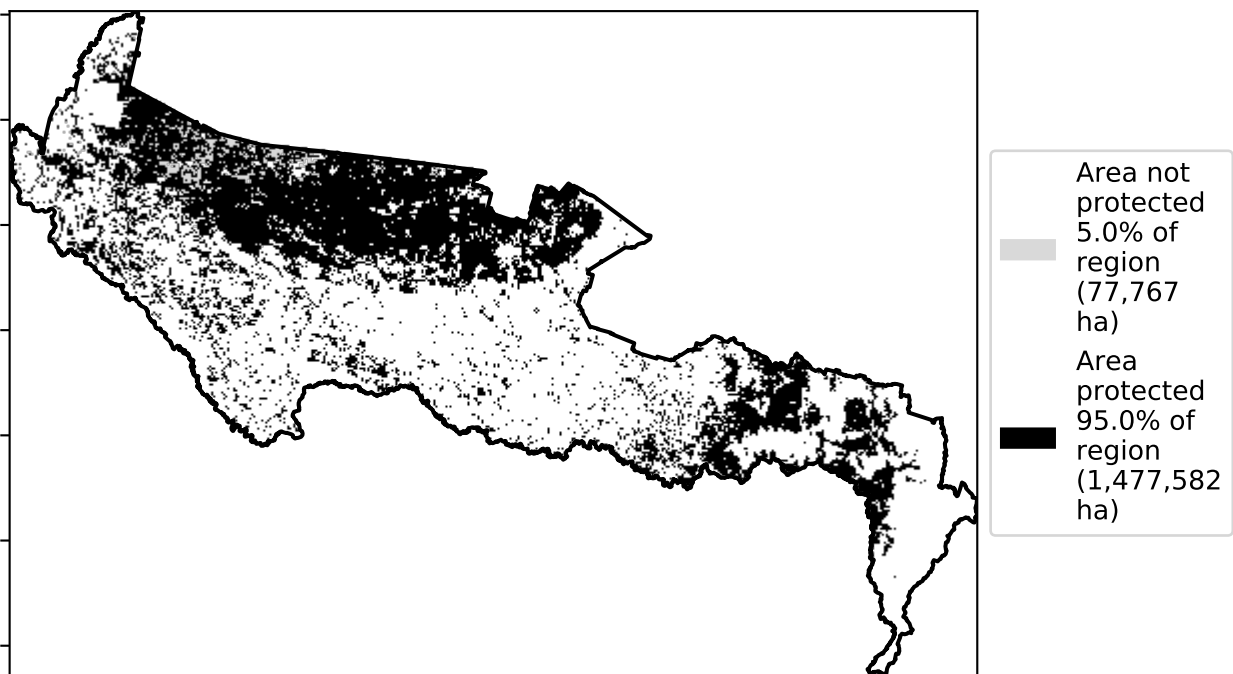 Area not
protected
5.0% of
region
(77,767
ha)
Area
protected
95.0% of
region
(1,477,582
ha)